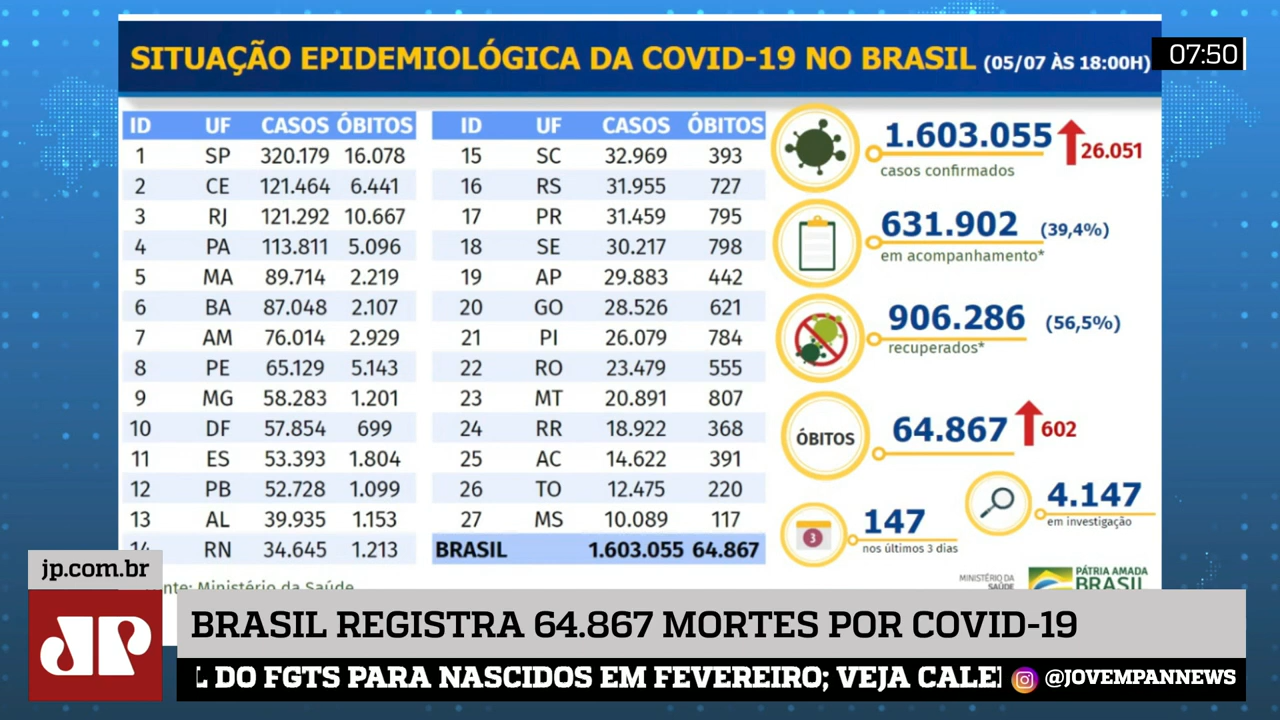 SITUAÇÃO EPIDEMIOLÓGICA DA COVID-19 NO BRASIL (05/07 ÀS 18:00H)
07:50
ID UF CASOS ÓBITOS
1 SP 320.179 16.078
2 CE 121.464 6.441
3 RJ 121.292 10.667
4 PA 113.811 5.096
5 MA 89.714 2.219
6 BA 87.048 2.107
7 AM 76.014 2.929
8 PE 65.129 5.143
9 MG 58.283 1.201
10 DF 57.854 699
11 ES 53.393 1.804
12 PB 52.728 1.099
13 AL 39.935 1.153
14 RN 34.645 1.213
ID UF CASOS ÓBITOS
15 SC 32.969 393
16 RS 31.955 727
17 PR 31.459 795
18 SE 30.217 798
19 AP 29.883 442
20 GO 28.526 621
21 PI 26.079 784
22 RO 23.479 555
23 MT 20.891 807
24 RR 18.922 368
25 AC 14.622 391
26 TO 12.475 220
27 MS 10.089 117
BRASIL 1.603.055 64.867
1.603.055 26.051
casos confirmados
631.902 (39,4%)
em acompanhamento*
906.286 (56,5%)
recuperados*
ÓBITOS 64.867 602
4.147
em investigação
3 147
nos últimos 3 dias
Ministério da Saúde
MINISTÉRIO DA
SAÚDE
PÁTRIA AMADA
BRASIL
jp.com.br
JP
BRASIL REGISTRA 64.867 MORTES POR COVID-19
L DO FGTS PARA NASCIDOS EM FEVEREIRO; VEJA CALE
@JOVEMPANNEWS